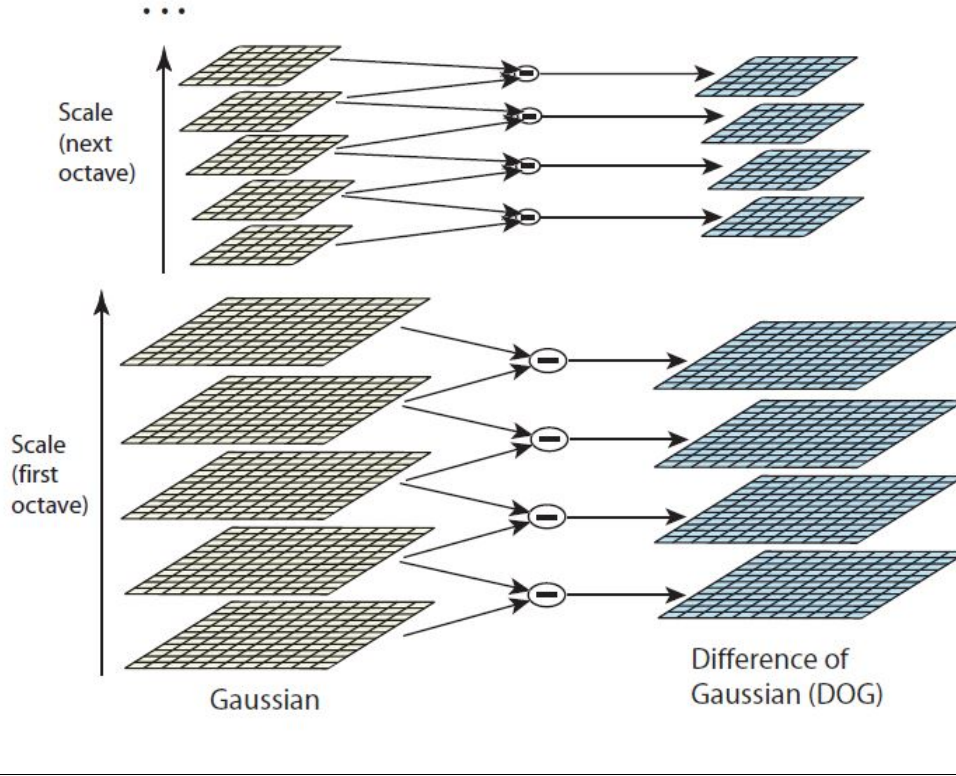 • • •
Scale
(next
octave)
Scale
(first
octave)
Gaussian
Difference of
Gaussian (DOG)